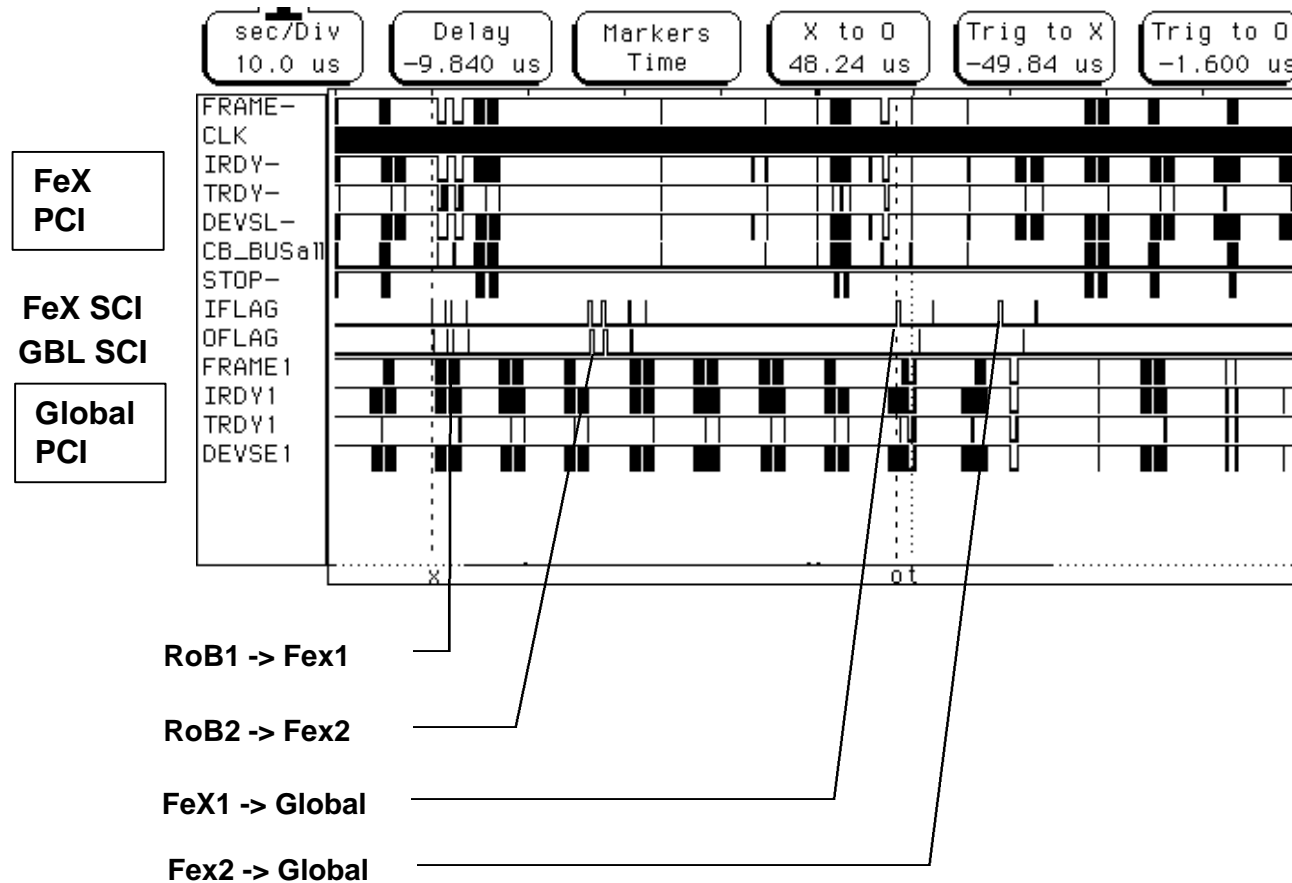 sec/Div
10.0 us
Delay
-9.840 us
Markers
Time
X to O
48.24 us
Trig to X
-49.84 us
Trig to O
-1.600 us
FeX
PCI
FeX SCI
GBL SCI
Global
PCI
FRAME-
CLK
IRDY-
TRDY-
DEVSL-
CB_BUSall
STOP-
IFLAG
OFLAG
FRAME1
IRDY1
TRDY1
DEVSE1
x
o t
RoB1 -> Fex1
RoB2 -> Fex2
FeX1 -> Global
Fex2 -> Global